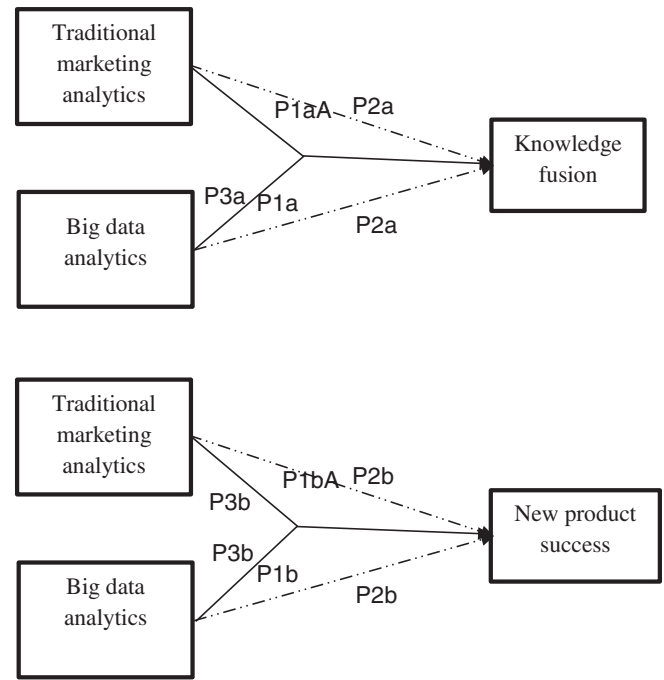 Traditional
marketing
analytics
P1aA P2a
Knowledge
fusion
P3a P1a
Big data
analytics
P2a
Traditional
marketing
analytics
P1bA P2b
P3b
New product
success
P3b
P1b
Big data
analytics
P2b